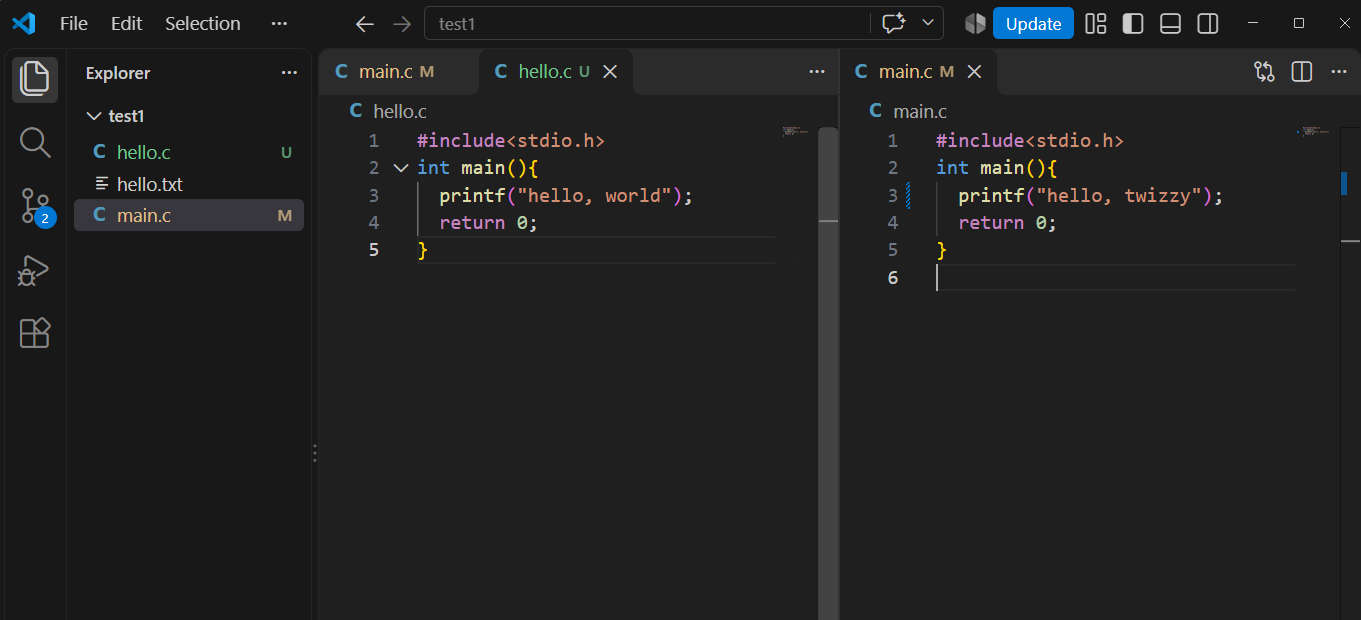 File Edit Selection ··· test1 Update
Explorer ···
test1
hello.c U
hello.txt
main.c M
2
main.c M hello.c U ···
hello.c
1 #include<stdio.h>
2 int main(){
3 printf("hello, world");
4 return 0;
5 }
main.c M ···
main.c
1 #include<stdio.h>
2 int main(){
3 printf("hello, twizzy");
4 return 0;
5 }
6